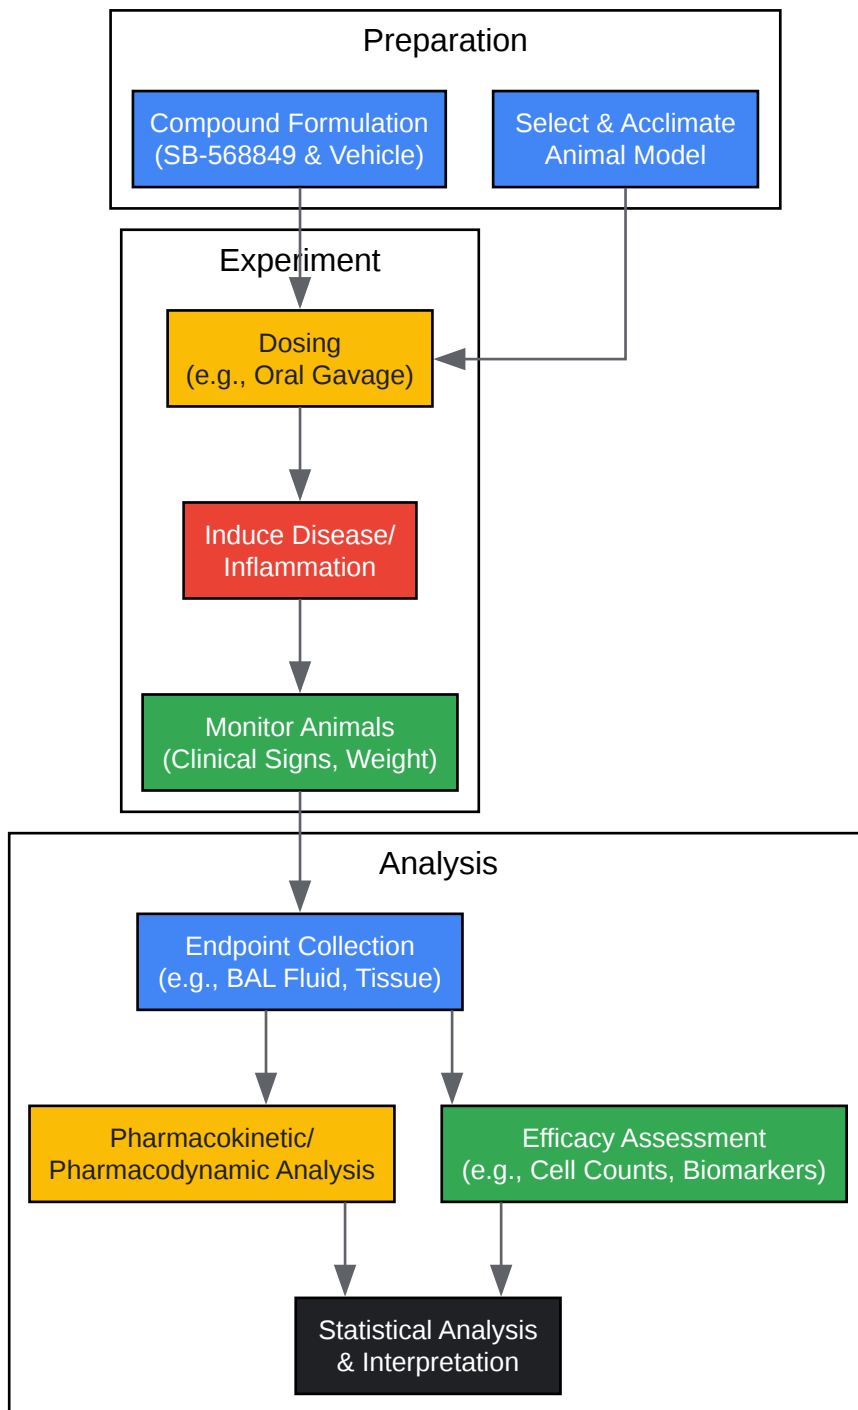 Preparation
Compound Formulation
(SB-568849 & Vehicle)
Select & Acclimate
Animal Model
Experiment
Dosing
(e.g., Oral Gavage)
Induce Disease/
Inflammation
Monitor Animals
(Clinical Signs, Weight)
Analysis
Endpoint Collection
(e.g., BAL Fluid, Tissue)
Pharmacokinetic/
Pharmacodynamic Analysis
Efficacy Assessment
(e.g., Cell Counts, Biomarkers)
Statistical Analysis
& Interpretation